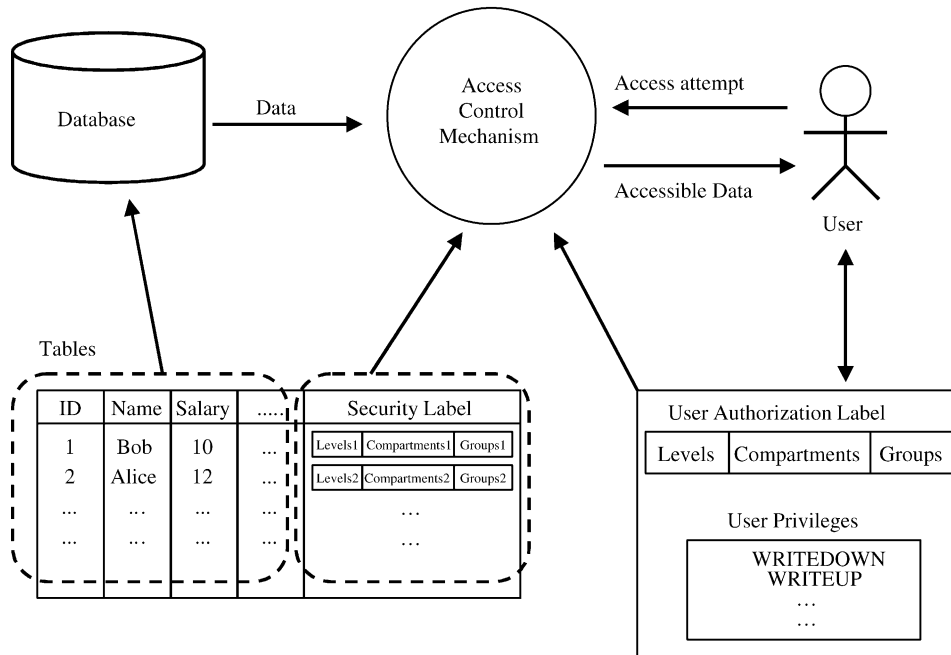 Database
Data
Access
Control
Mechanism
Access attempt
Accessible Data
User
Tables
ID Name Salary ..... Security Label
1 Bob 10 ... Levels1 Compartments1 Groups1
2 Alice 12 ... Levels2 Compartments2 Groups2
... ... ... ... ...
... ... ... ... ...
User Authorization Label
Levels Compartments Groups
User Privileges
WRITEDOWN
WRITEUP
...
...